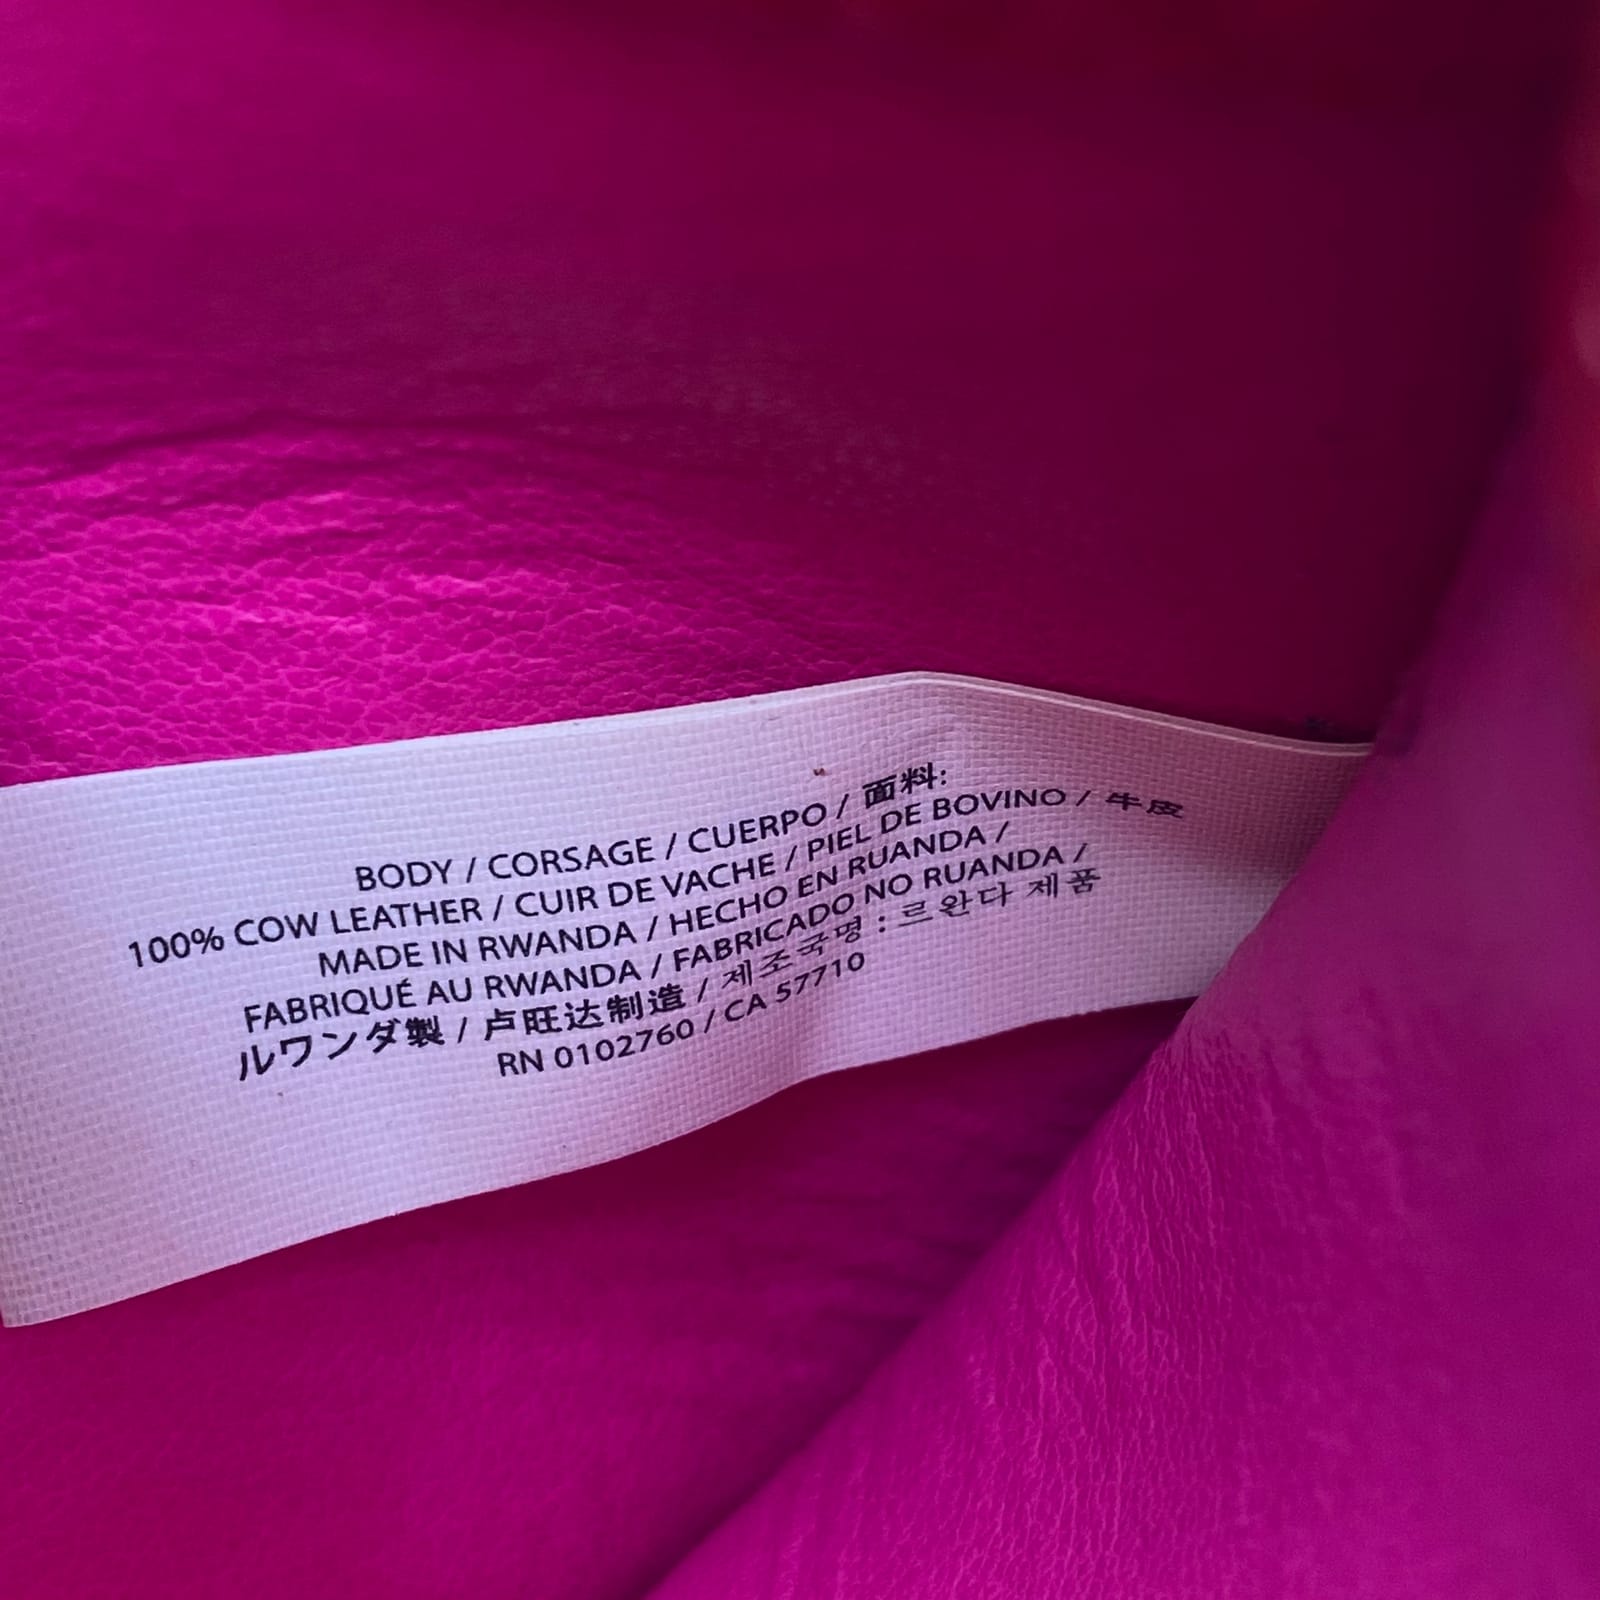 BODY / CORSAGE / CUERPO / 面料:
100% COW LEATHER / CUIR DE VACHE / PIEL DE BOVINO / 牛皮
MADE IN RWANDA / HECHO EN RUANDA /
FABRIQUÉ AU RWANDA / FABRICADO NO RUANDA /
ルワンダ製 / 卢旺达制造 / 제조국명 : 르완다 제품
RN 0102760 / CA 57710